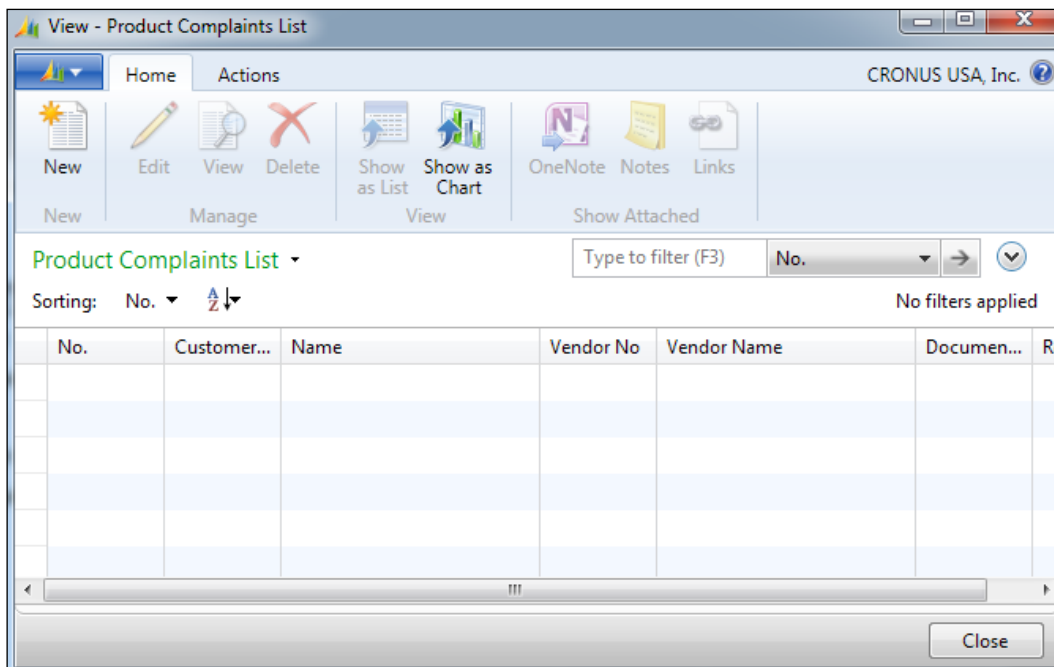 View - Product Complaints List
Home Actions CRONUS USA, Inc.
New Edit View Delete Show as List Show as Chart OneNote Notes Links
New Manage View Show Attached
Product Complaints List Type to filter (F3) No.
Sorting: No. No filters applied
No. Customer... Name Vendor No Vendor Name Documen... R
Close